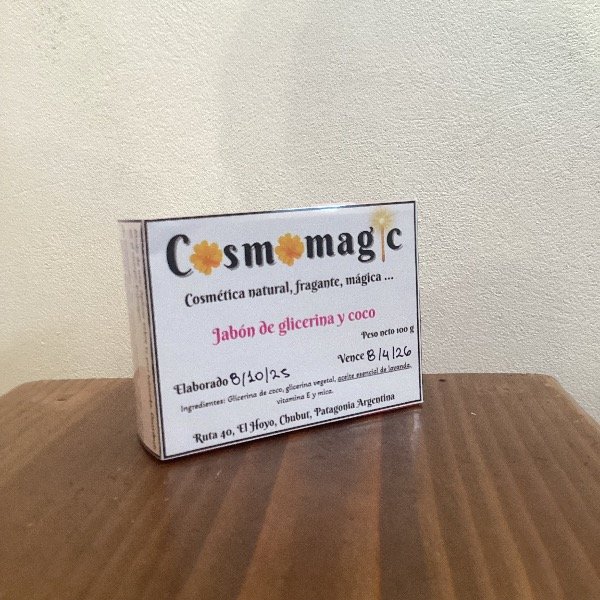 Cosmomagic
Cosmética natural, fragante, mágica ...
Jabón de glicerina y coco
Peso neto 100 g
Elaborado 8/10/25
Vence 8/4/26
Ingredientes: Glicerina de coco, glicerina vegetal, aceite esencial de lavanda,
vitamina E y mica.
Ruta 40, El Hoyo, Chubut, Patagonia Argentina